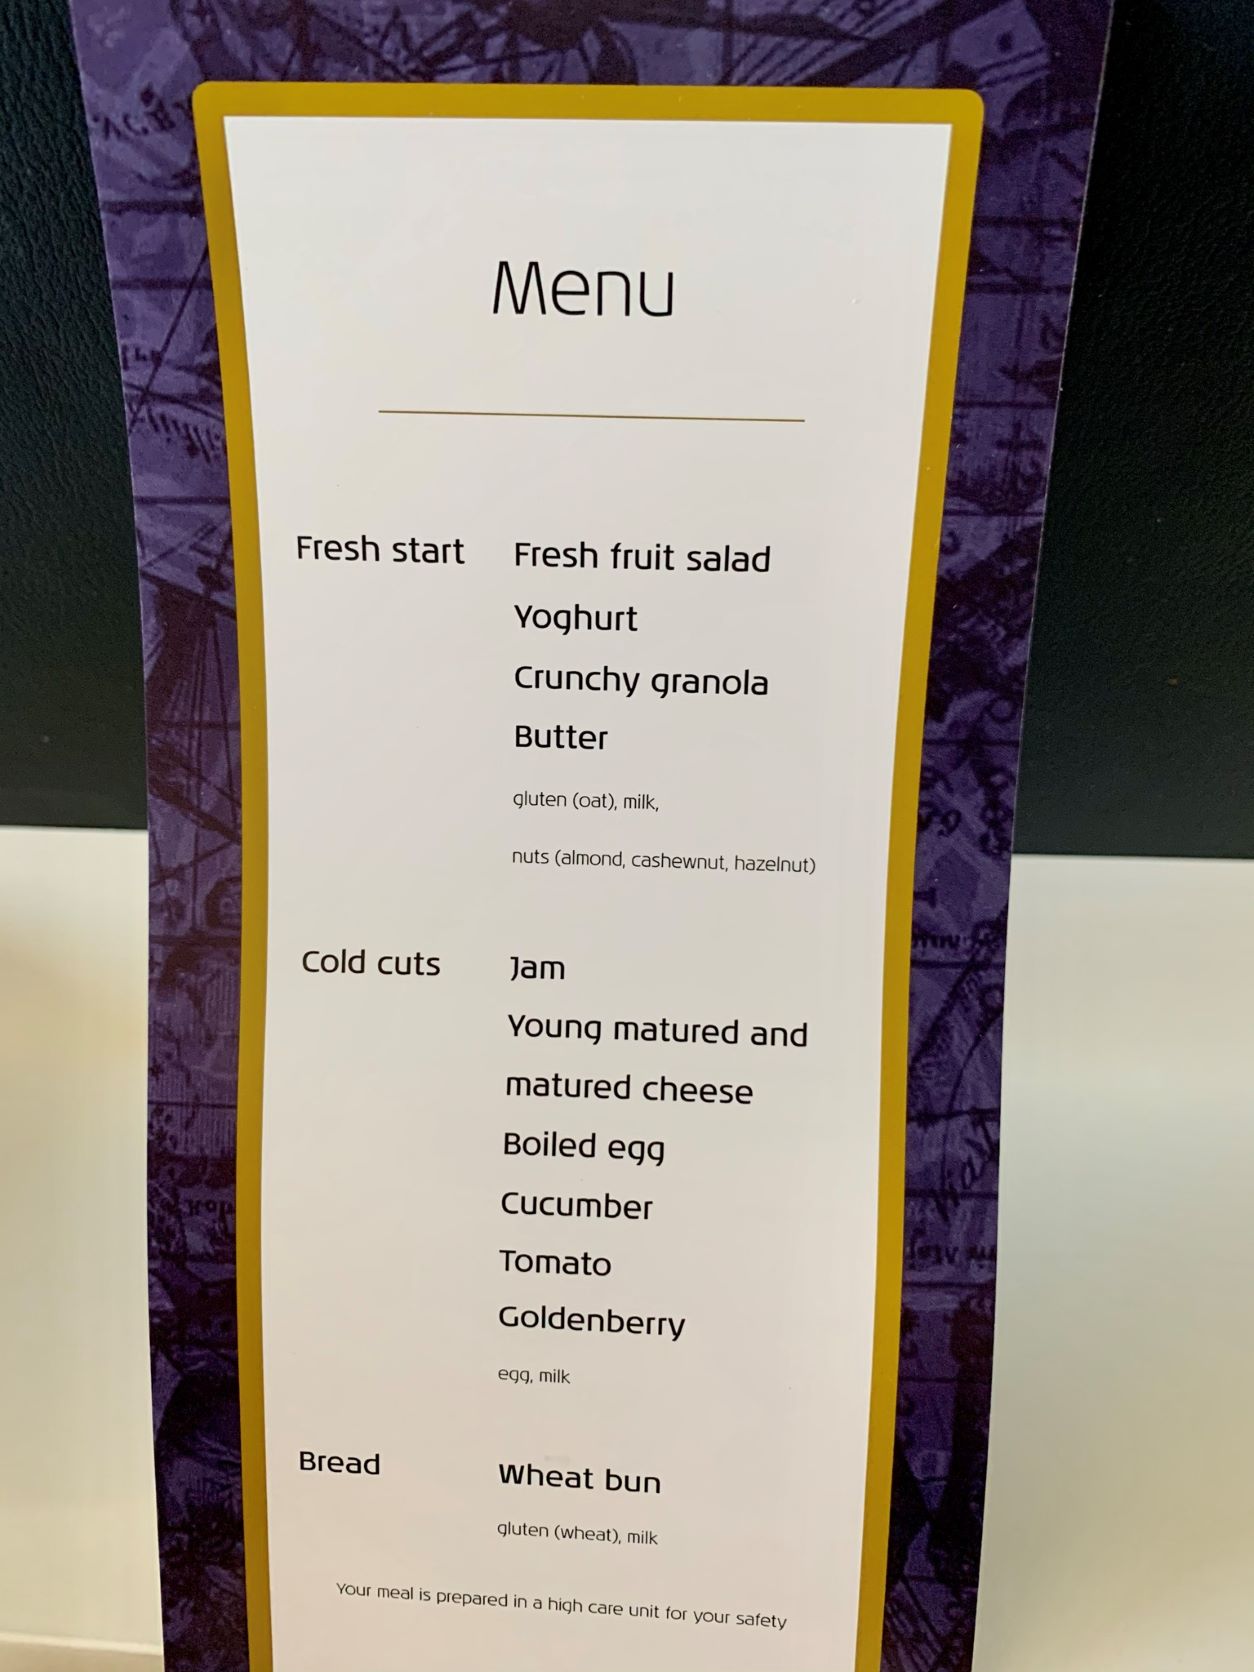 Menu
Fresh start
Fresh fruit salad
Yoghurt
Crunchy granola
Butter
gluten (oat), milk,
nuts (almond, cashewnut, hazelnut)
Cold cuts
Jam
Young matured and
matured cheese
Boiled egg
Cucumber
Tomato
Goldenberry
egg, milk
Bread
Wheat bun
gluten (wheat), milk
Your meal is prepared in a high care unit for your safety